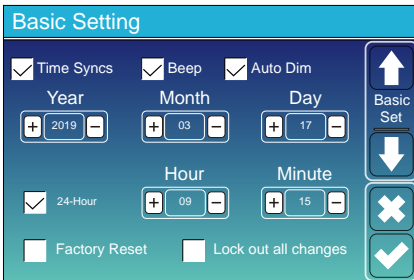 Basic Setting
Time Syncs Beep Auto Dim
Year Month Day
+ 2019 − + 03 − + 17 −
Basic
Set
Hour Minute
24-Hour + 09 − + 15 −
Factory Reset Lock out all changes